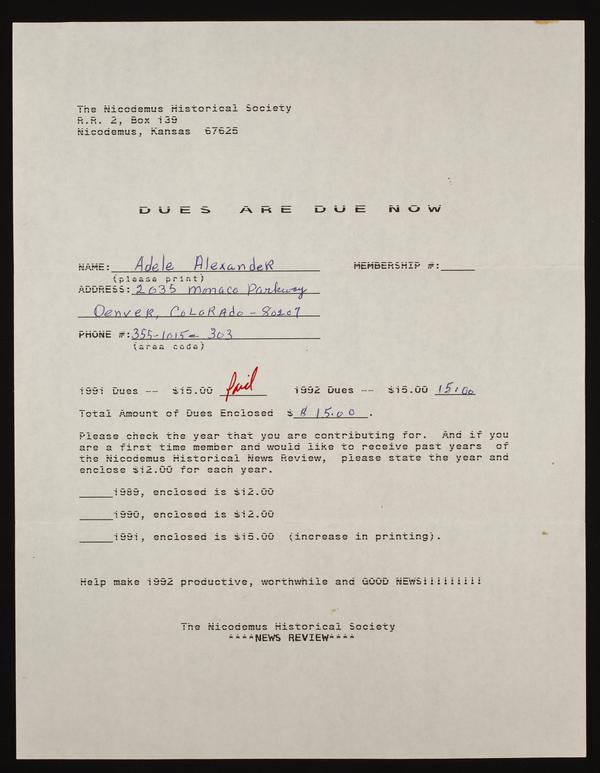 The Nicodemus Historical Society
R.R. 2, Box 139
Nicodemus, Kansas 67625
DUES ARE DUE NOW
NAME: Adele Alexander MEMBERSHIP #:_____
(please print)
ADDRESS: 2035 Monaco Parkway
Denver, Colorado - 80207
PHONE #: 355-1015- 303
(area code)
1991 Dues -- $15.00 Paid 1992 Dues -- $15.00 15.00
Total Amount of Dues Enclosed $ $ 15.00 .
Please check the year that you are contributing for. And if you
are a first time member and would like to receive past years of
the Nicodemus Historical News Review, please state the year and
enclose $12.00 for each year.
_____1989, enclosed is $12.00
_____1990, enclosed is $12.00
_____1991, enclosed is $15.00 (increase in printing).
Help make 1992 productive, worthwhile and GOOD NEWS!!!!!!!!!
The Nicodemus Historical Society
****NEWS REVIEW****